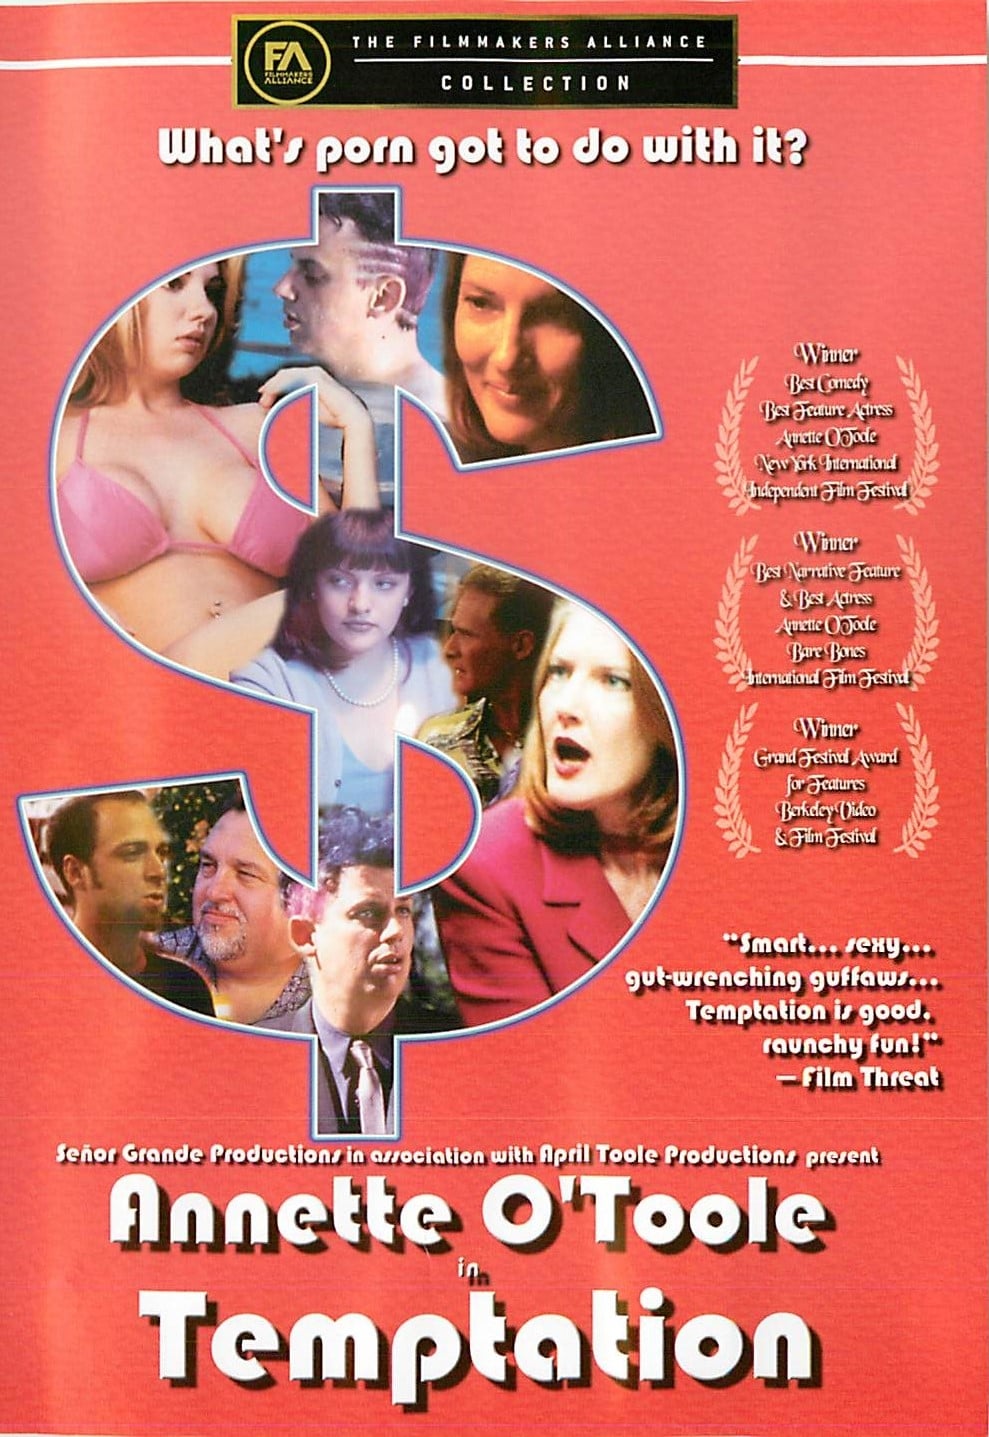 FA
FILMMAKERS
ALLIANCE
THE FILMMAKERS ALLIANCE
COLLECTION
What's porn got to do with it?
Winner
Best Comedy
Best Feature Actress
Annette O'Toole
New York International
Independent Film Festival
Winner
Best Narrative Feature
& Best Actress
Annette O'Toole
Bare Bones
International Film Festival
Winner
Grand Festival Award
for Features
Berkeley Video
& Film Festival
"Smart... sexy...
gut-wrenching guffaws...
Temptation is good,
raunchy fun!"
— Film Threat
Señor Grande Productions in association with April Toole Productions present
Annette O'Toole
in
Temptation